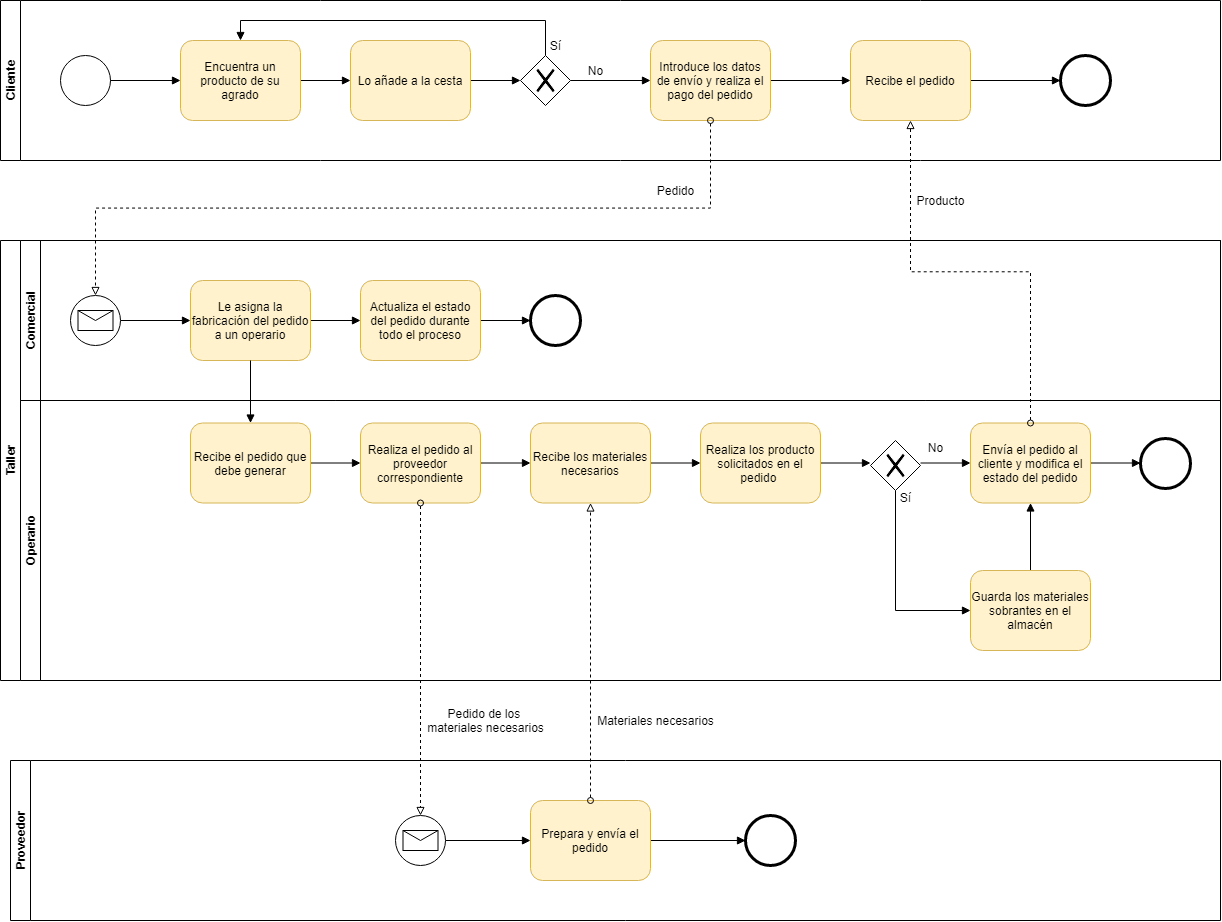 Cliente
Encuentra un
producto de su
agrado
Lo añade a la cesta
Sí
No
Introduce los datos
de envío y realiza el
pago del pedido
Recibe el pedido
Pedido
Producto
Taller
Comercial
Le asigna la
fabricación del pedido
a un operario
Actualiza el estado
del pedido durante
todo el proceso
Operario
Recibe el pedido que
debe generar
Realiza el pedido al
proveedor
correspondiente
Recibe los materiales
necesarios
Realiza los producto
solicitados en el
pedido
No
Sí
Envía el pedido al
cliente y modifica el
estado del pedido
Guarda los materiales
sobrantes en el
almacén
Pedido de los
materiales necesarios
Materiales necesarios
Proveedor
Prepara y envía el
pedido